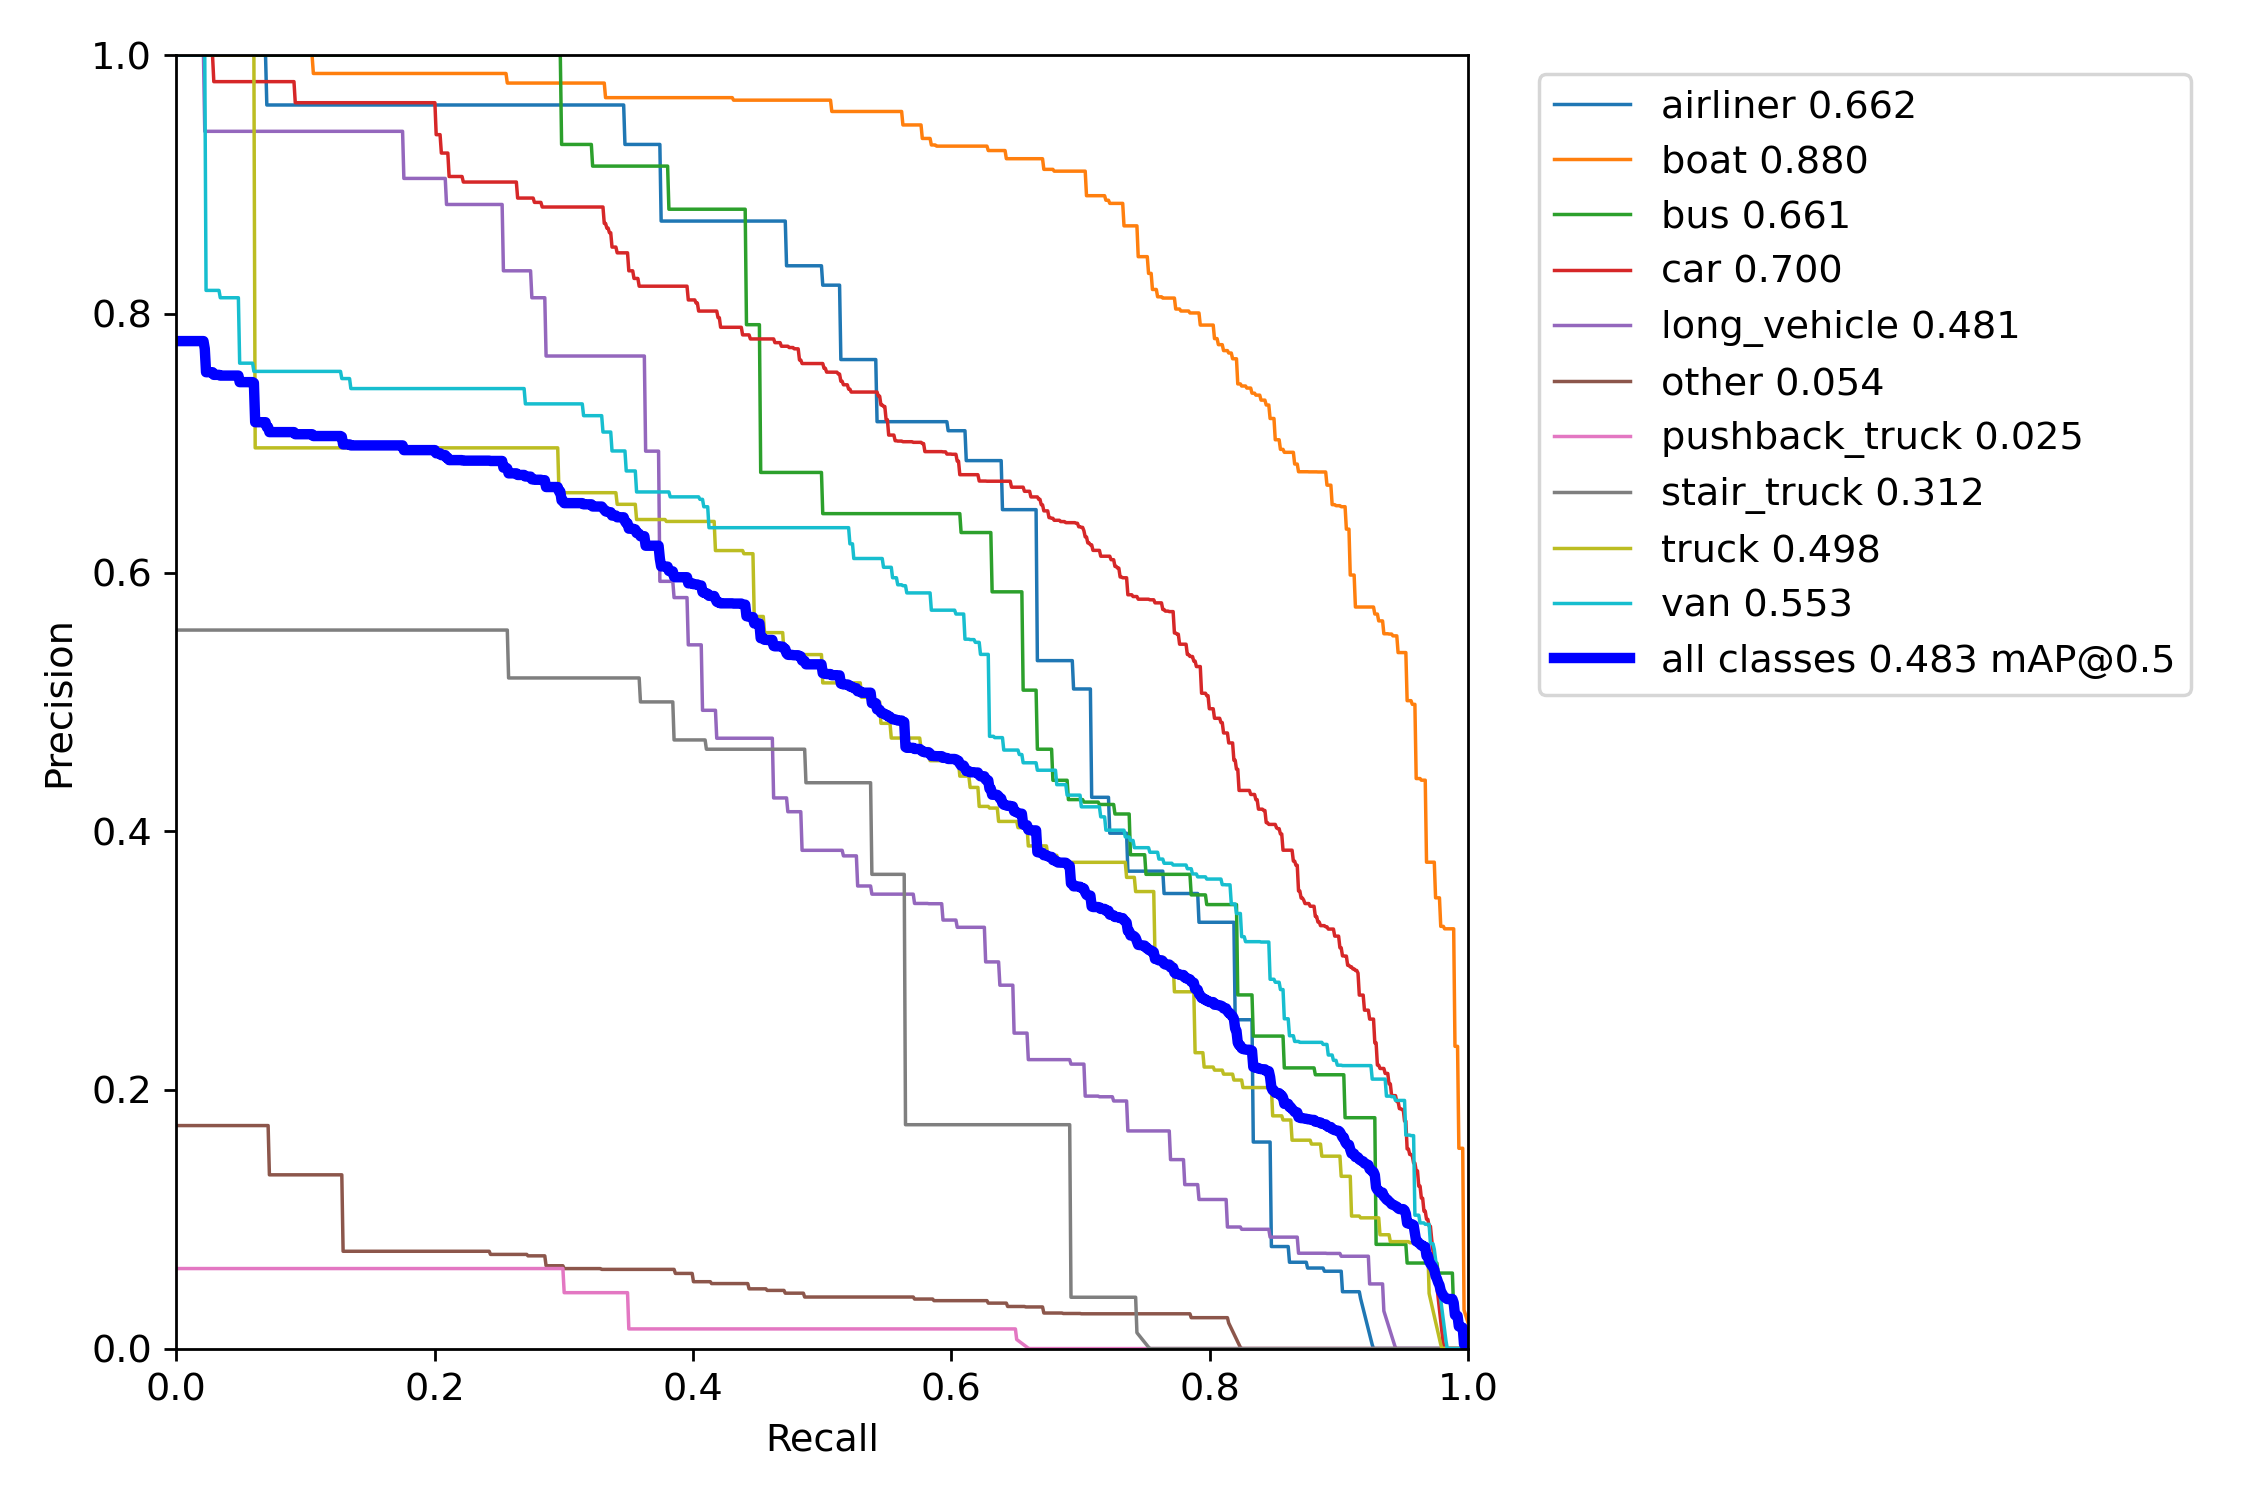 1.0
0.8
0.6
0.4
0.2
0.0
Precision
0.0 0.2 0.4 0.6 0.8 1.0
Recall
airliner 0.662
boat 0.880
bus 0.661
car 0.700
long_vehicle 0.481
other 0.054
pushback_truck 0.025
stair_truck 0.312
truck 0.498
van 0.553
all classes 0.483 mAP@0.5